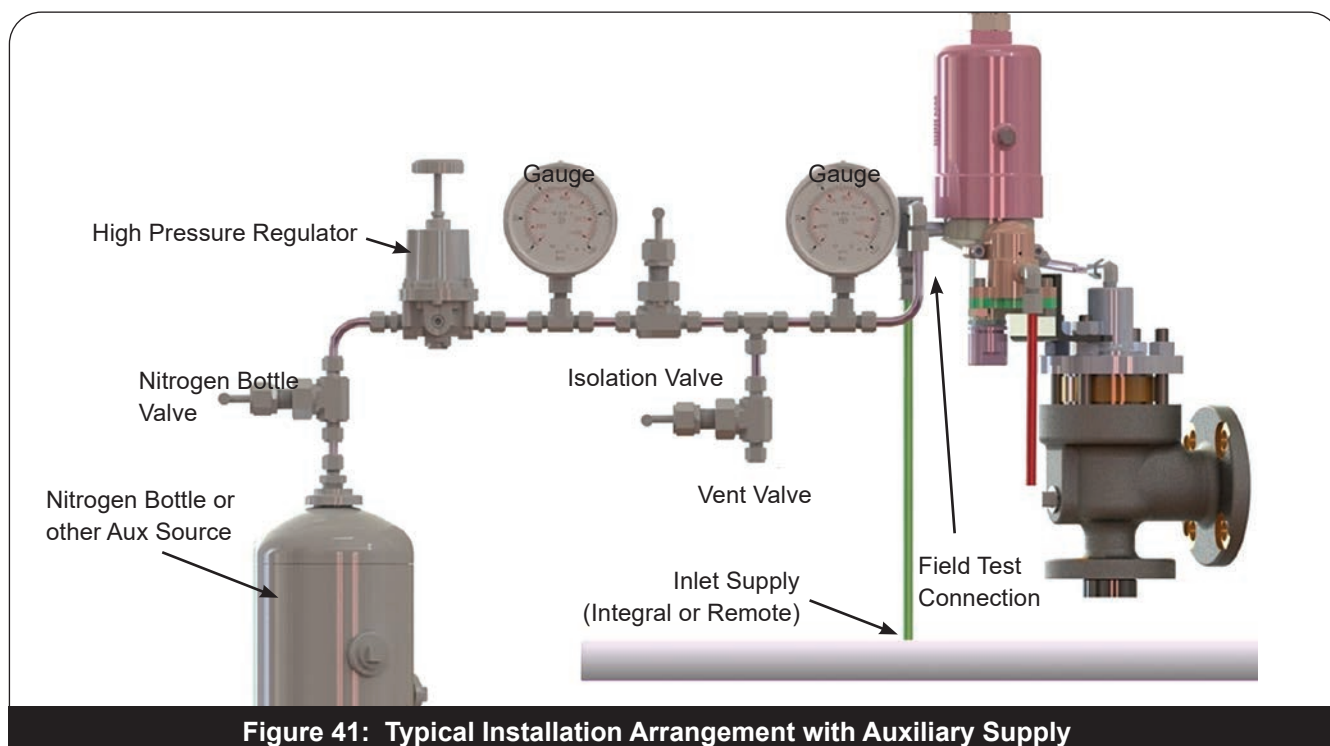 Gauge
Gauge
High Pressure Regulator
Nitrogen Bottle
Valve
Isolation Valve
Vent Valve
Nitrogen Bottle or
other Aux Source
Inlet Supply
(Integral or Remote)
Field Test
Connection
Figure 41: Typical Installation Arrangement with Auxiliary Supply